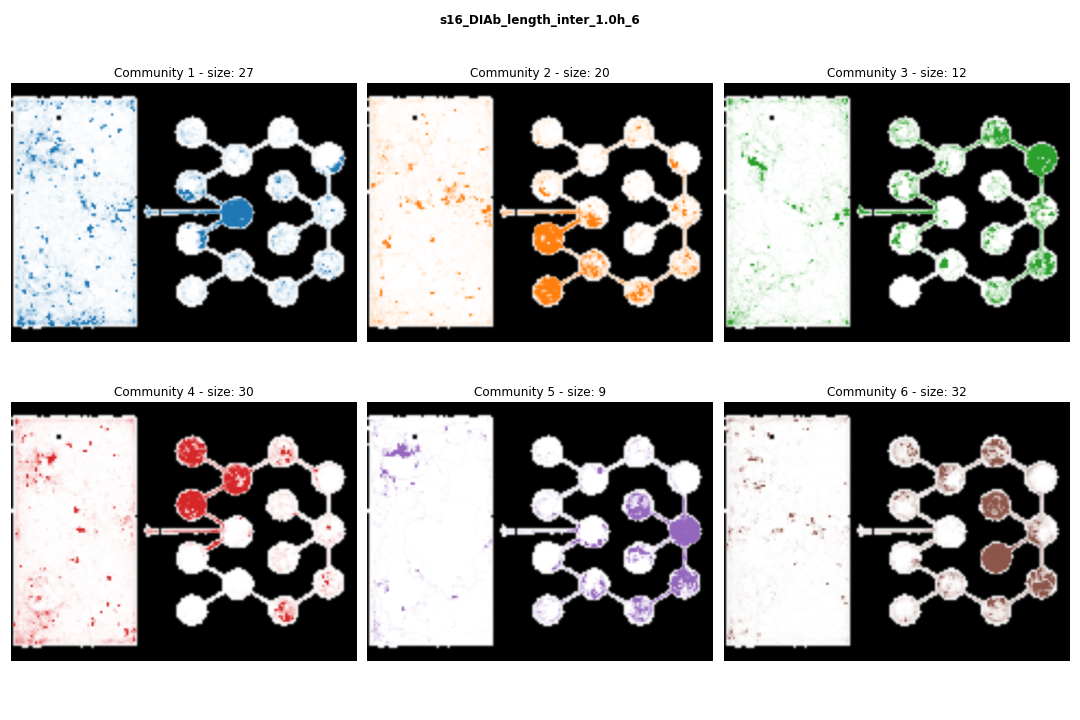 s16_DIAb_length_inter_1.0h_6
Community 1 - size: 27
Community 2 - size: 20
Community 3 - size: 12
Community 4 - size: 30
Community 5 - size: 9
Community 6 - size: 32